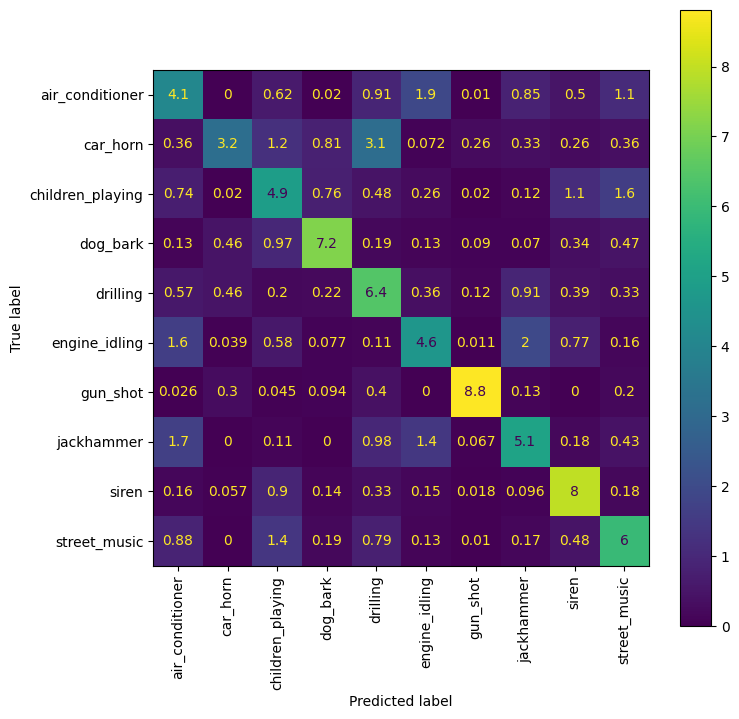 air_conditioner 4.1 0 0.62 0.02 0.91 1.9 0.01 0.85 0.5 1.1
car_horn 0.36 3.2 1.2 0.81 3.1 0.072 0.26 0.33 0.26 0.36
children_playing 0.74 0.02 4.9 0.76 0.48 0.26 0.02 0.12 1.1 1.6
dog_bark 0.13 0.46 0.97 7.2 0.19 0.13 0.09 0.07 0.34 0.47
drilling 0.57 0.46 0.2 0.22 6.4 0.36 0.12 0.91 0.39 0.33
engine_idling 1.6 0.039 0.58 0.077 0.11 4.6 0.011 2 0.77 0.16
gun_shot 0.026 0.3 0.045 0.094 0.4 0 8.8 0.13 0 0.2
jackhammer 1.7 0 0.11 0 0.98 1.4 0.067 5.1 0.18 0.43
siren 0.16 0.057 0.9 0.14 0.33 0.15 0.018 0.096 8 0.18
street_music 0.88 0 1.4 0.19 0.79 0.13 0.01 0.17 0.48 6
True label
air_conditioner
car_horn
children_playing
dog_bark
drilling
engine_idling
gun_shot
jackhammer
siren
street_music
Predicted label
8
7
6
5
4
3
2
1
0